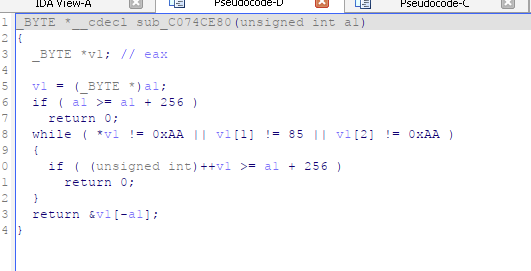 IDA View-A Pseudocode-D Pseudocode-C
1 _BYTE *__cdecl sub_C074CE80(unsigned int a1)
2 {
3 _BYTE *v1; // eax
4
5 v1 = (_BYTE *)a1;
6 if ( a1 >= a1 + 256 )
7 return 0;
8 while ( *v1 != 0xAA || v1[1] != 85 || v1[2] != 0xAA )
9 {
0 if ( (unsigned int)++v1 >= a1 + 256 )
1 return 0;
2 }
3 return &v1[-a1];
4 }